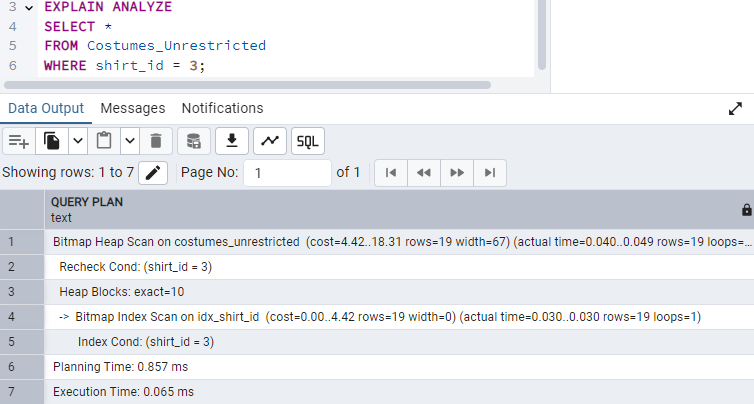 3 EXPLAIN ANALYZE
4 SELECT *
5 FROM Costumes_Unrestricted
6 WHERE shirt_id = 3;
Data Output Messages Notifications
SQL
Showing rows: 1 to 7 Page No: 1 of 1
QUERY PLAN
text
1 Bitmap Heap Scan on costumes_unrestricted (cost=4.42..18.31 rows=19 width=67) (actual time=0.040..0.049 rows=19 loops=...
2 Recheck Cond: (shirt_id = 3)
3 Heap Blocks: exact=10
4 -> Bitmap Index Scan on idx_shirt_id (cost=0.00..4.42 rows=19 width=0) (actual time=0.030..0.030 rows=19 loops=1)
5 Index Cond: (shirt_id = 3)
6 Planning Time: 0.857 ms
7 Execution Time: 0.065 ms